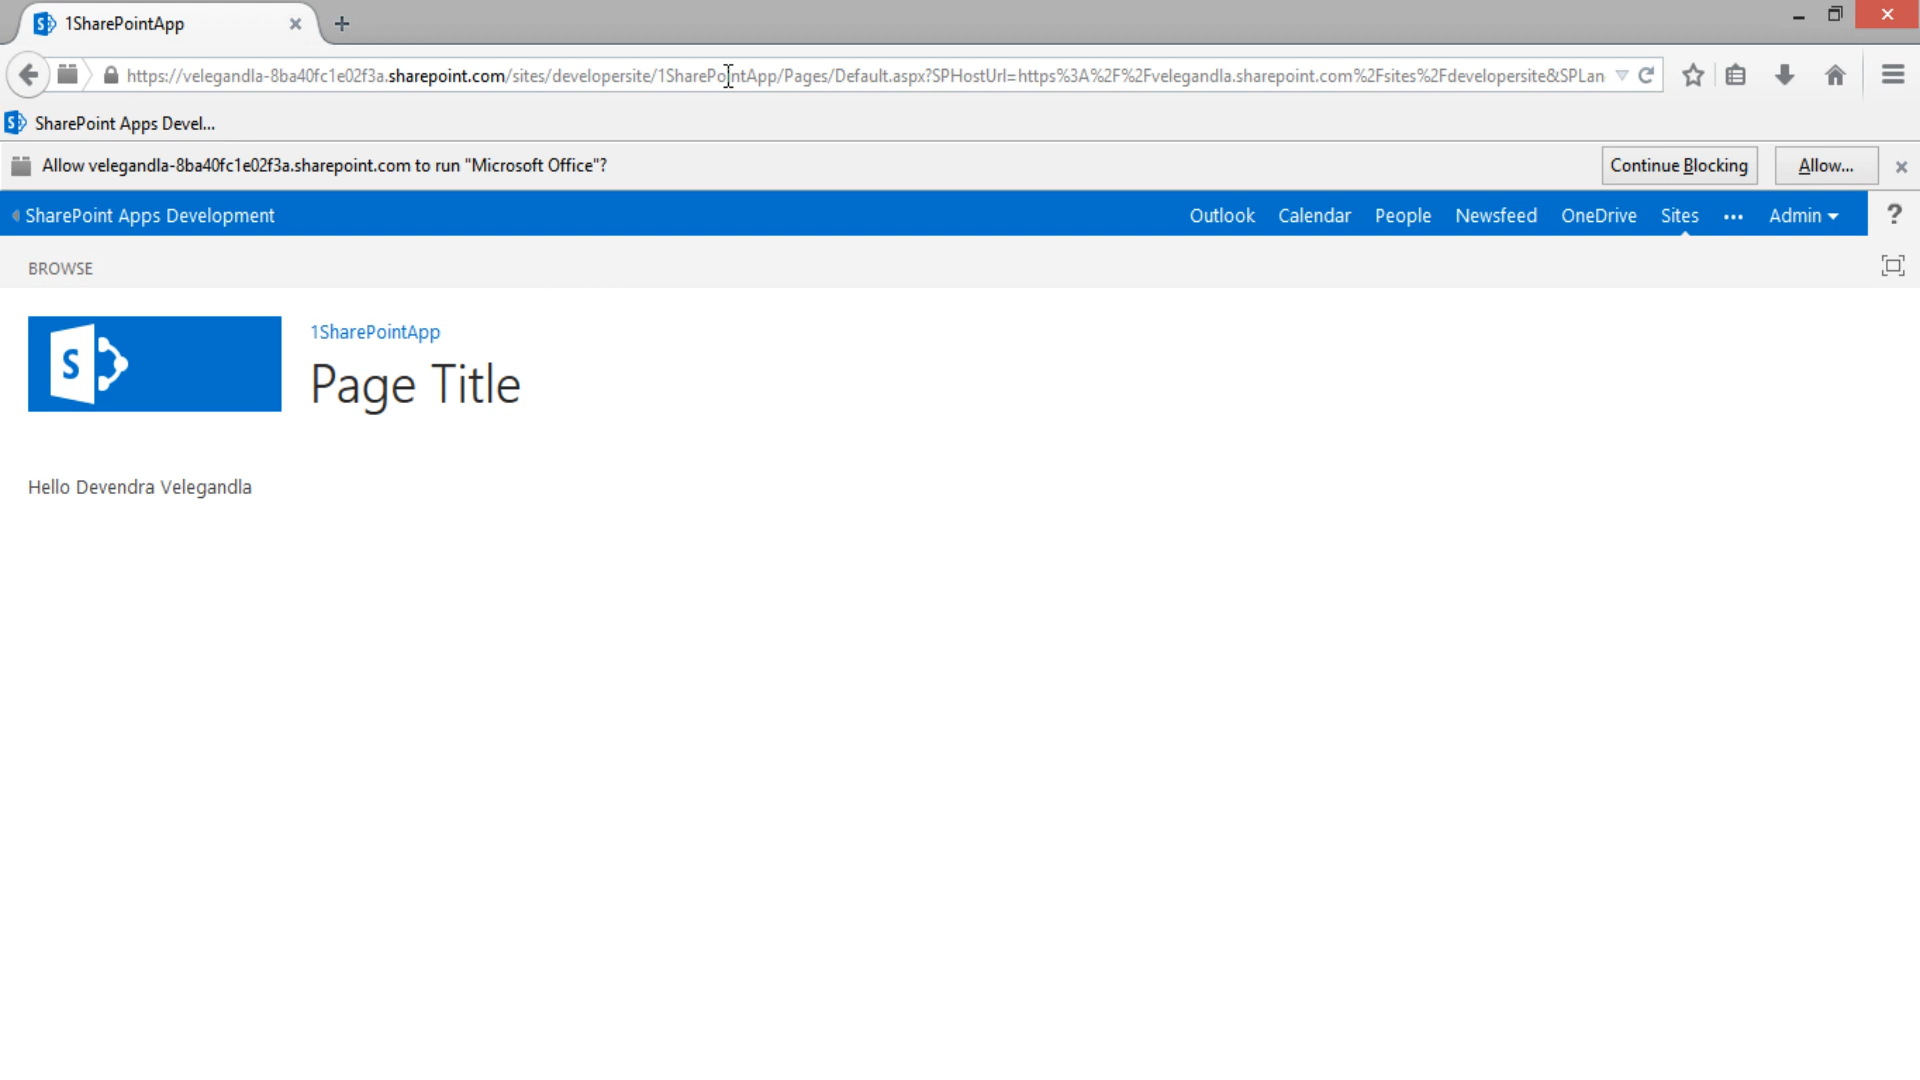 1SharePointApp
https://velegandla-8ba40fc1e02f3a.sharepoint.com/sites/developersite/1SharePointApp/Pages/Default.aspx?SPHostUrl=https%3A%2F%2Fvelegandla.sharepoint.com%2Fsites%2Fdevelopersite&SPLan
SharePoint Apps Devel...
Allow velegandla-8ba40fc1e02f3a.sharepoint.com to run "Microsoft Office"? Continue Blocking Allow...
SharePoint Apps Development Outlook Calendar People Newsfeed OneDrive Sites ... Admin ?
BROWSE
S
1SharePointApp
Page Title
Hello Devendra Velegandla